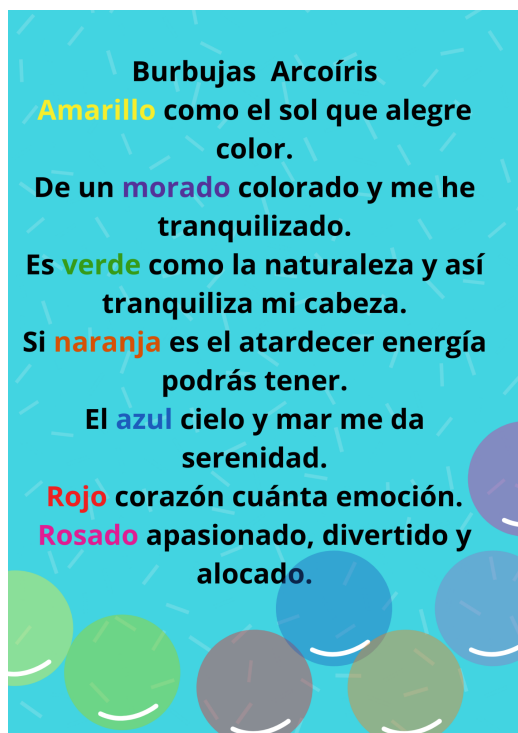 Burbujas  Arcoíris
Amarillo como el sol que alegre
color.
De un morado colorado y me he
tranquilizado.
Es verde como la naturaleza y así
tranquiliza mi cabeza.
Si naranja es el atardecer energía
podrás tener.
El azul cielo y mar me da
serenidad.
Rojo corazón cuánta emoción.
Rosado apasionado, divertido y
alocado.